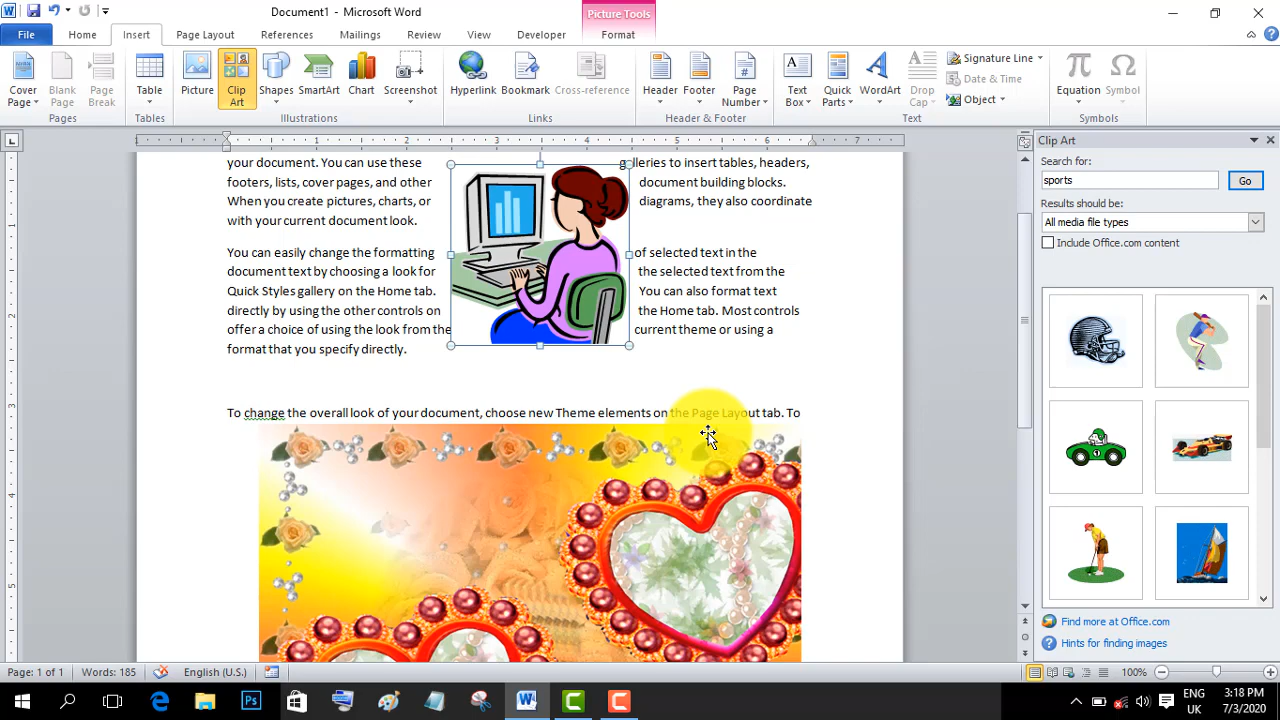 Document1 - Microsoft Word
Picture Tools
File Home Insert Page Layout References Mailings Review View Developer Format
Cover Page
Blank Page
Page Break
Pages
Table
Tables
Picture
Clip Art
Shapes
SmartArt
Chart
Screenshot
Illustrations
Hyperlink
Bookmark
Cross-reference
Links
Header
Footer
Page Number
Header & Footer
Text Box
Quick Parts
WordArt
Drop Cap
Signature Line
Date & Time
Object
Text
Equation
Symbol
Symbols
your document. You can use these galleries to insert tables, headers,
footers, lists, cover pages, and other document building blocks.
When you create pictures, charts, or diagrams, they also coordinate
with your current document look.
You can easily change the formatting of selected text in the
document text by choosing a look for the selected text from the
Quick Styles gallery on the Home tab. You can also format text
directly by using the other controls on the Home tab. Most controls
offer a choice of using the look from the current theme or using a
format that you specify directly.
To change the overall look of your document, choose new Theme elements on the Page Layout tab. To
Clip Art
Search for:
sports
Go
Results should be:
All media file types
Include Office.com content
Find more at Office.com
Hints for finding images
Page: 1 of 1 Words: 185 English (U.S.) 100%
ENG 3:18 PM
UK 7/3/2020